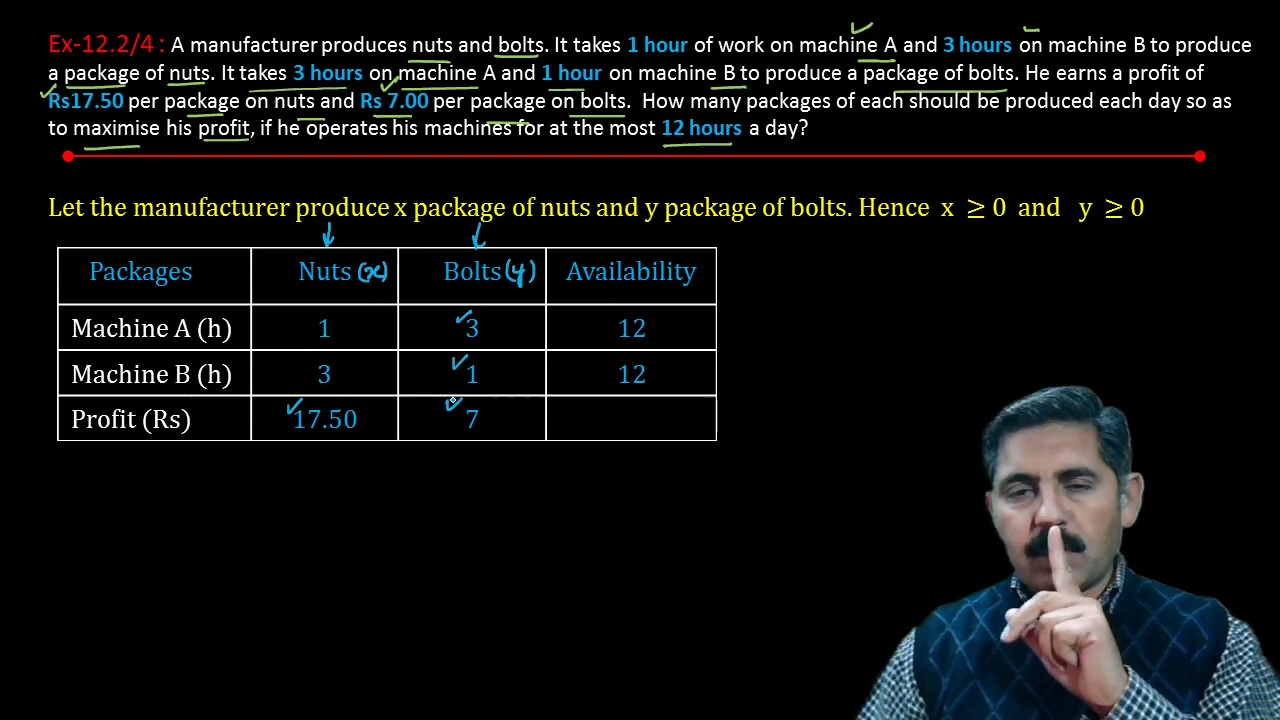 Ex-12.2/4 : A manufacturer produces nuts and bolts. It takes 1 hour of work on machine A and 3 hours on machine B to produce
a package of nuts. It takes 3 hours on machine A and 1 hour on machine B to produce a package of bolts. He earns a profit of
Rs17.50 per package on nuts and Rs 7.00 per package on bolts. How many packages of each should be produced each day so as
to maximise his profit, if he operates his machines for at the most 12 hours a day?
Let the manufacturer produce x package of nuts and y package of bolts. Hence x ≥ 0 and y ≥ 0
Packages Nuts (x) Bolts (y) Availability
Machine A (h) 1 3 12
Machine B (h) 3 1 12
Profit (Rs) 17.50 7